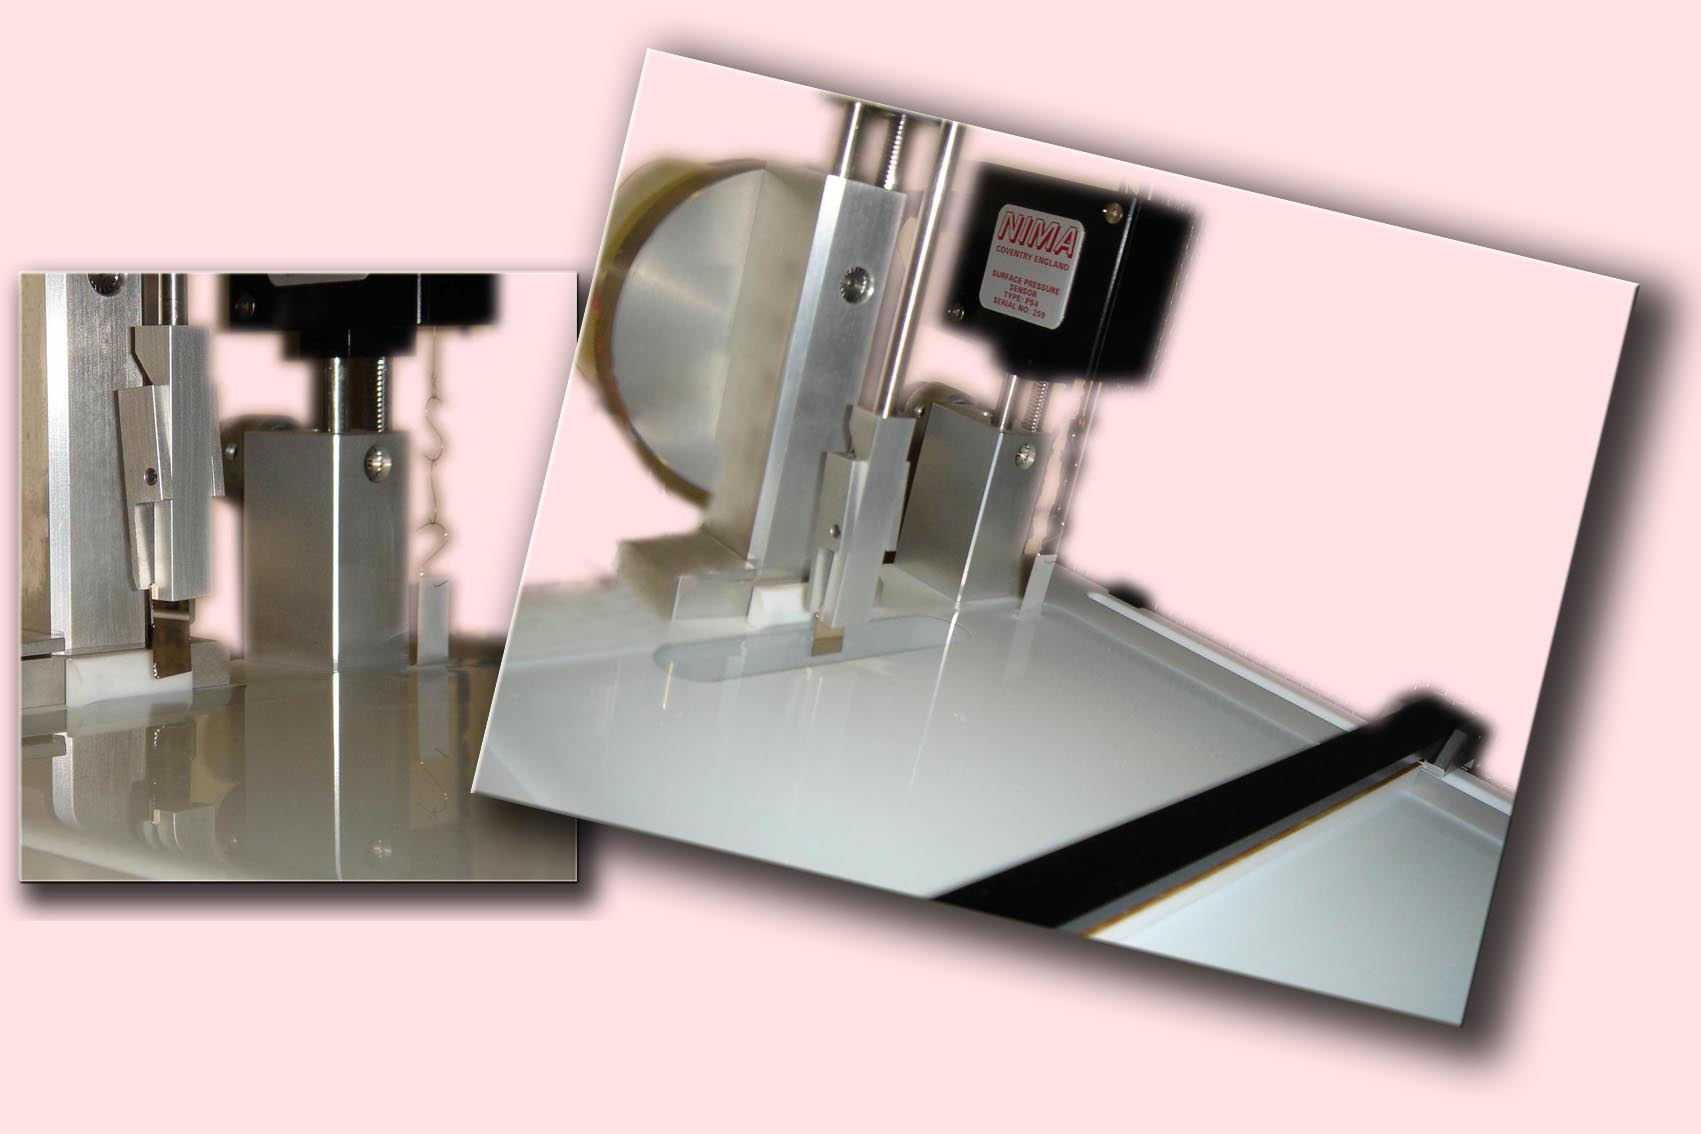 NIMA
COVENTRY ENGLAND
SURFACE PRESSURE
SENSOR
TYPE: PS4
SERIAL NO: 259